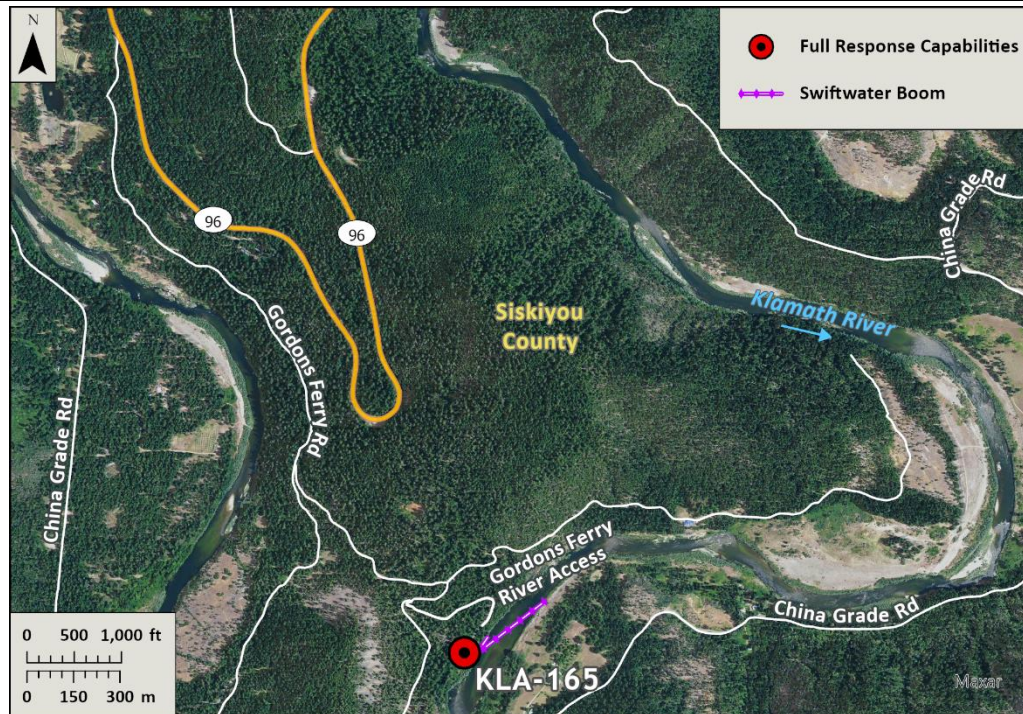 N
Full Response Capabilities
Swiftwater Boom
96
96
China Grade Rd
Klamath River
Siskiyou
County
Gordons Ferry Rd
China Grade Rd
Gordons Ferry
River Access
China Grade Rd
KLA-165
0 500 1,000 ft
0 150 300 m
Maxar